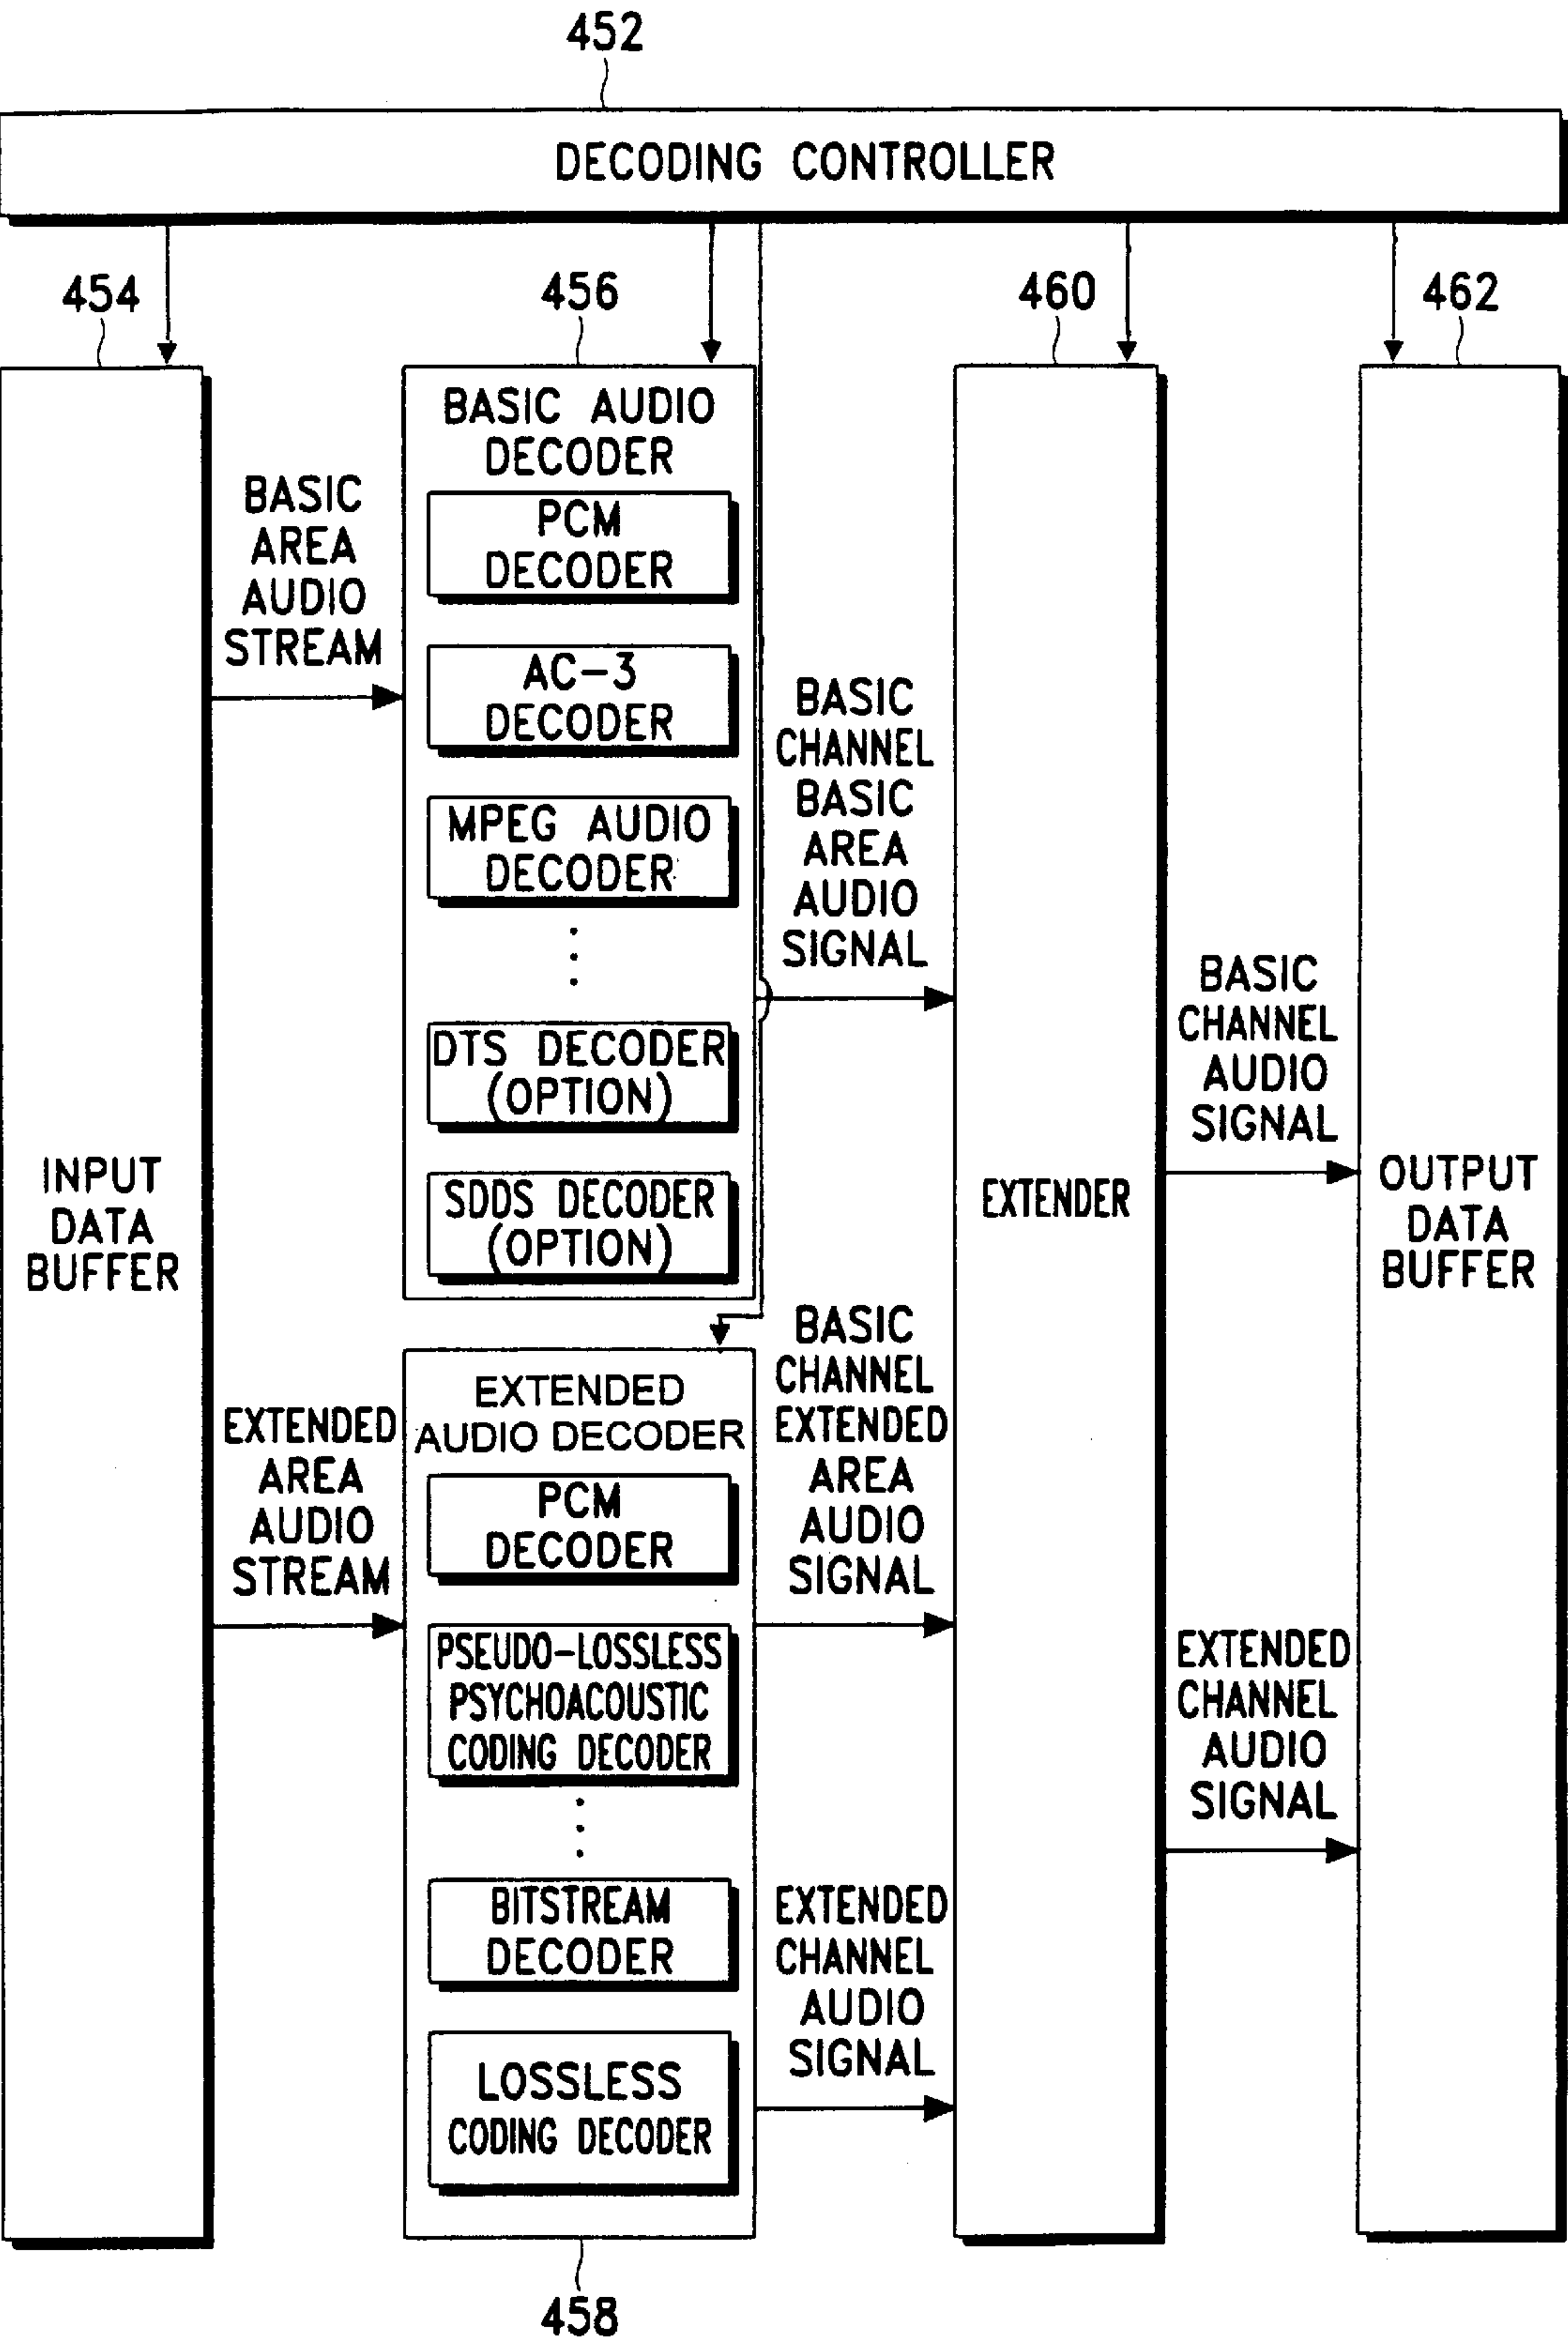 452
DECODING CONTROLLER
454
456
460
462
INPUT
DATA
BUFFER
BASIC
AREA
AUDIO
STREAM
EXTENDED
AREA
AUDIO
STREAM
BASIC AUDIO
DECODER
PCM
DECODER
AC-3
DECODER
MPEG AUDIO
DECODER
DTS DECODER
(OPTION)
SDDS DECODER
(OPTION)
EXTENDED
AUDIO DECODER
PCM
DECODER
PSEUDO-LOSSLESS
PSYCHOACOUSTIC
CODING DECODER
BITSTREAM
DECODER
LOSSLESS
CODING DECODER
458
BASIC
CHANNEL
BASIC
AREA
AUDIO
SIGNAL
BASIC
CHANNEL
EXTENDED
AREA
AUDIO
SIGNAL
EXTENDED
CHANNEL
AUDIO
SIGNAL
EXTENDER
BASIC
CHANNEL
AUDIO
SIGNAL
EXTENDED
CHANNEL
AUDIO
SIGNAL
OUTPUT
DATA
BUFFER